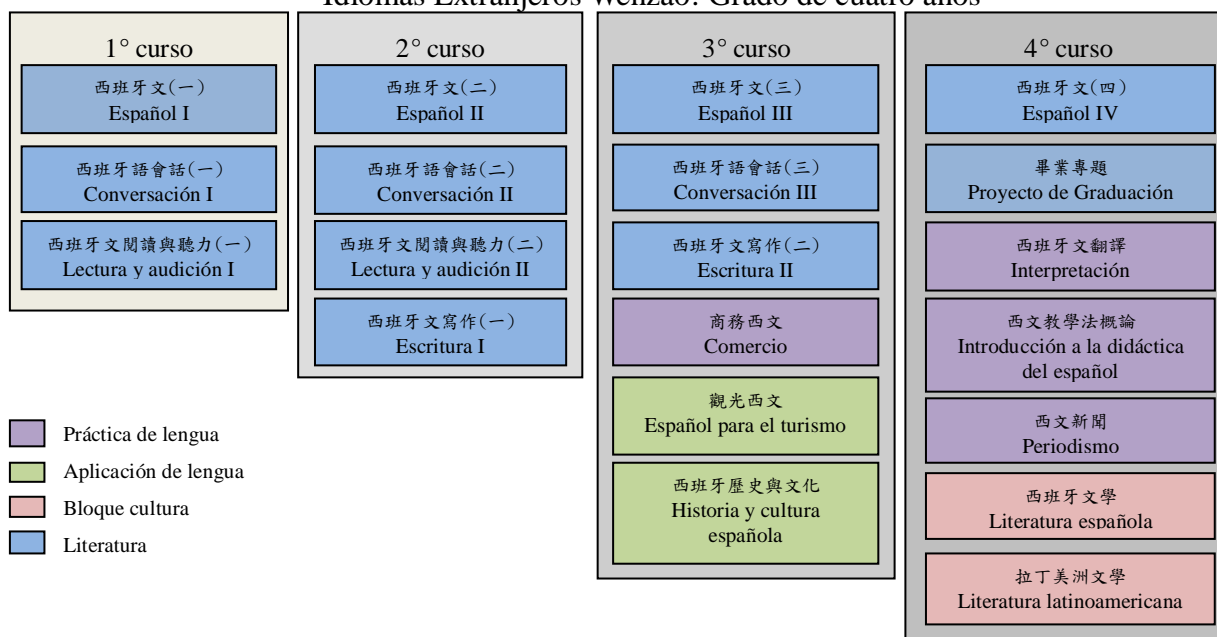 Idiomas Extranjeros Wenzao: Grado de cuatro años
1° curso
西班牙文(一)
Español I
西班牙語會話(一)
Conversación I
西班牙文閱讀與聽力(一)
Lectura y audición I
2° curso
西班牙文(二)
Español II
西班牙語會話(二)
Conversación II
西班牙文閱讀與聽力(二)
Lectura y audición II
西班牙文寫作(一)
Escritura I
3° curso
西班牙文(三)
Español III
西班牙語會話(三)
Conversación III
西班牙文寫作(二)
Escritura II
商務西文
Comercio
觀光西文
Español para el turismo
西班牙歷史與文化
Historia y cultura
española
4° curso
西班牙文(四)
Español IV
畢業專題
Proyecto de Graduación
西班牙文翻譯
Interpretación
西文教學法概論
Introducción a la didáctica
del español
西文新聞
Periodismo
西班牙文學
Literatura española
拉丁美洲文學
Literatura latinoamericana
Práctica de lengua
Aplicación de lengua
Bloque cultura
Literatura